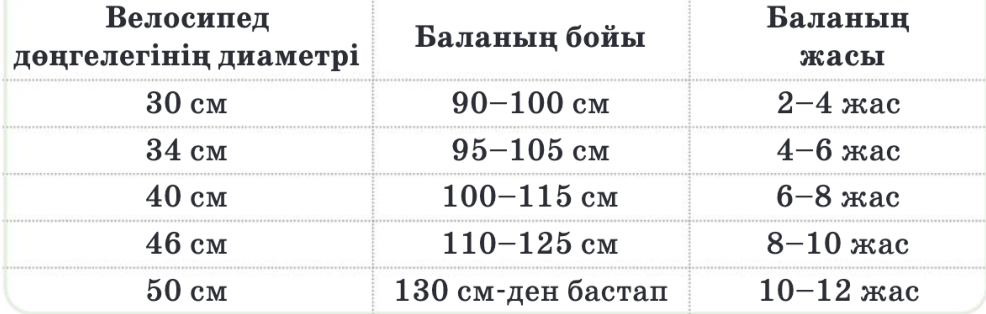 Велосипед
дөңгелегінің диаметрі
Баланың бойы
Баланың
жасы
30 см 90–100 см 2–4 жас
34 см 95–105 см 4–6 жас
40 см 100–115 см 6–8 жас
46 см 110–125 см 8–10 жас
50 см 130 см-ден бастап 10–12 жас